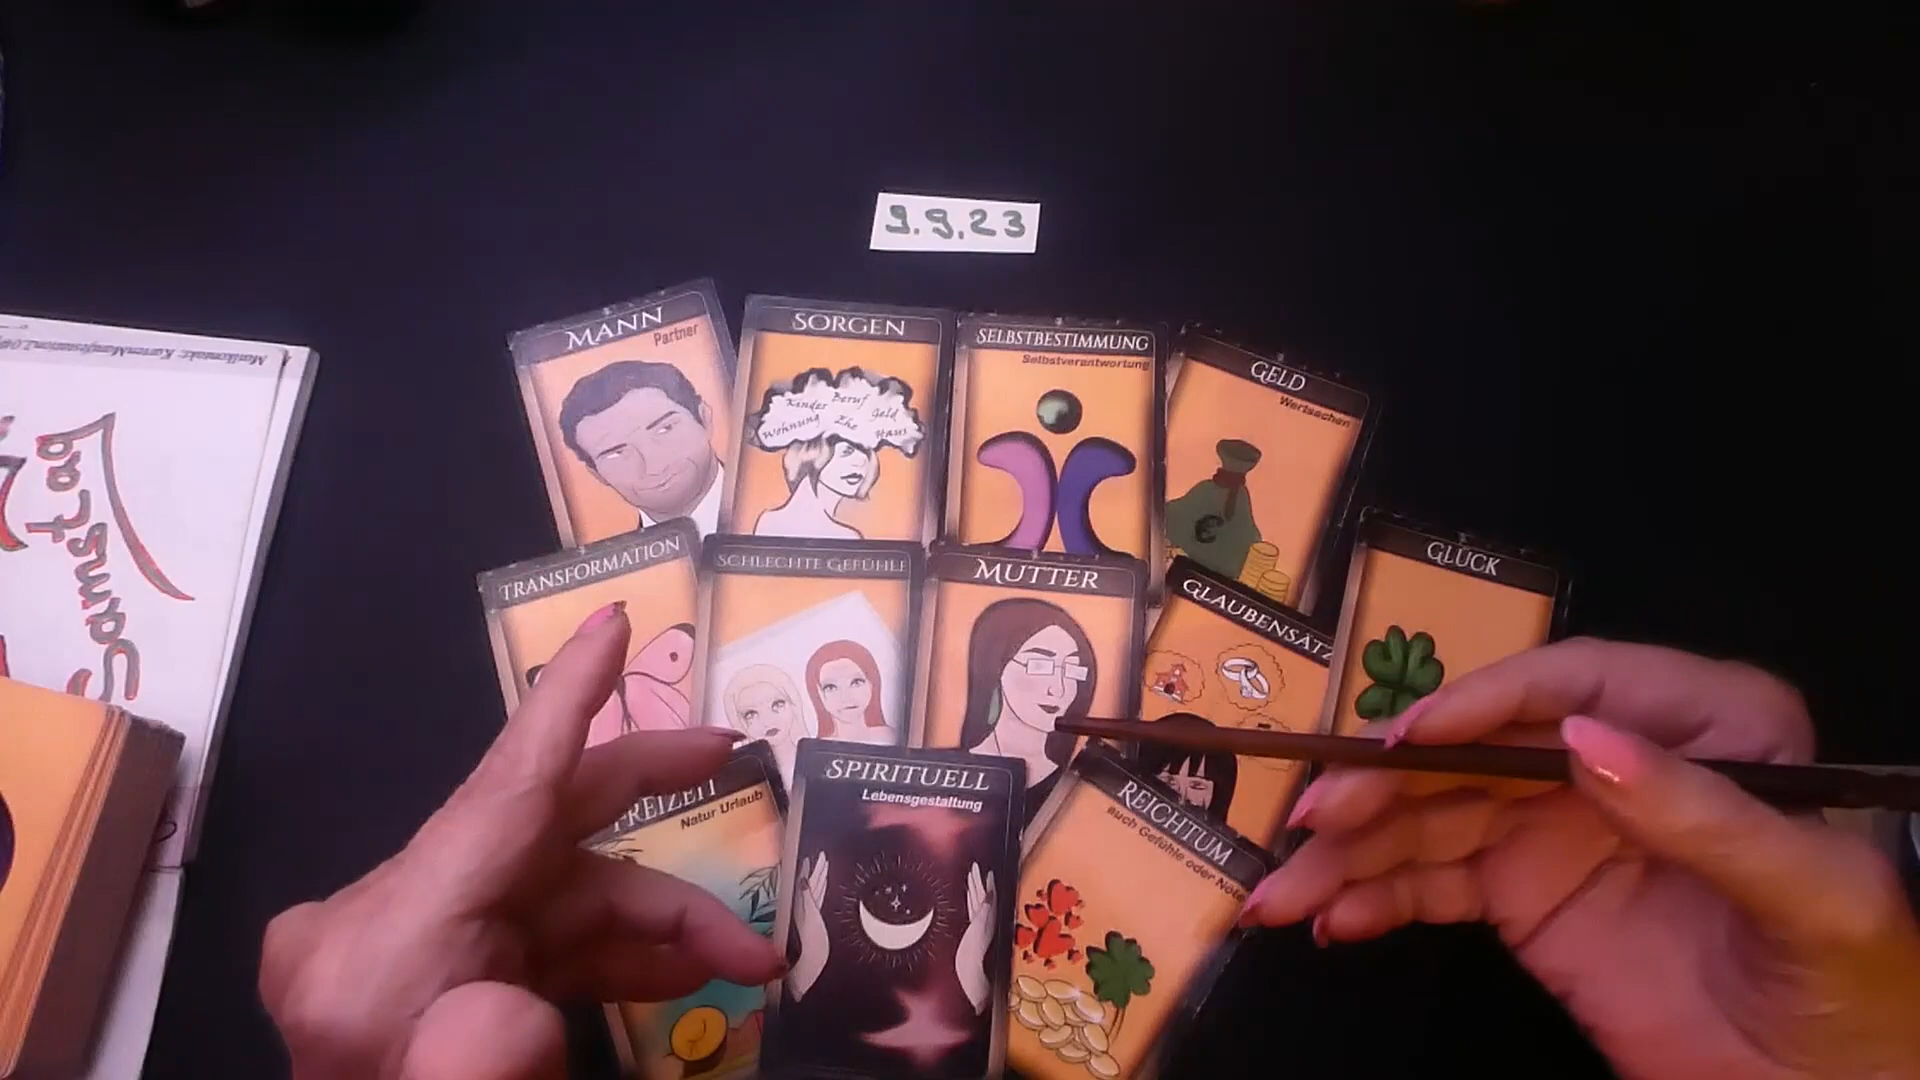 9.9.23
MANN
Partner
SORGEN
Kinder Beruf Geld
Wohnung Ehe Haus
SELBSTBESTIMMUNG
Selbstverantwortung
GELD
Wertsachen
€
TRANSFORMATION
SCHLECHTE GEFÜHLE
MUTTER
GLAUBENSÄTZ
GLÜCK
FREIZEIT
Natur Urlaub
SPIRITUELL
Lebensgestaltung
REICHTUM
auch Gefühle oder Nöte
Samstag